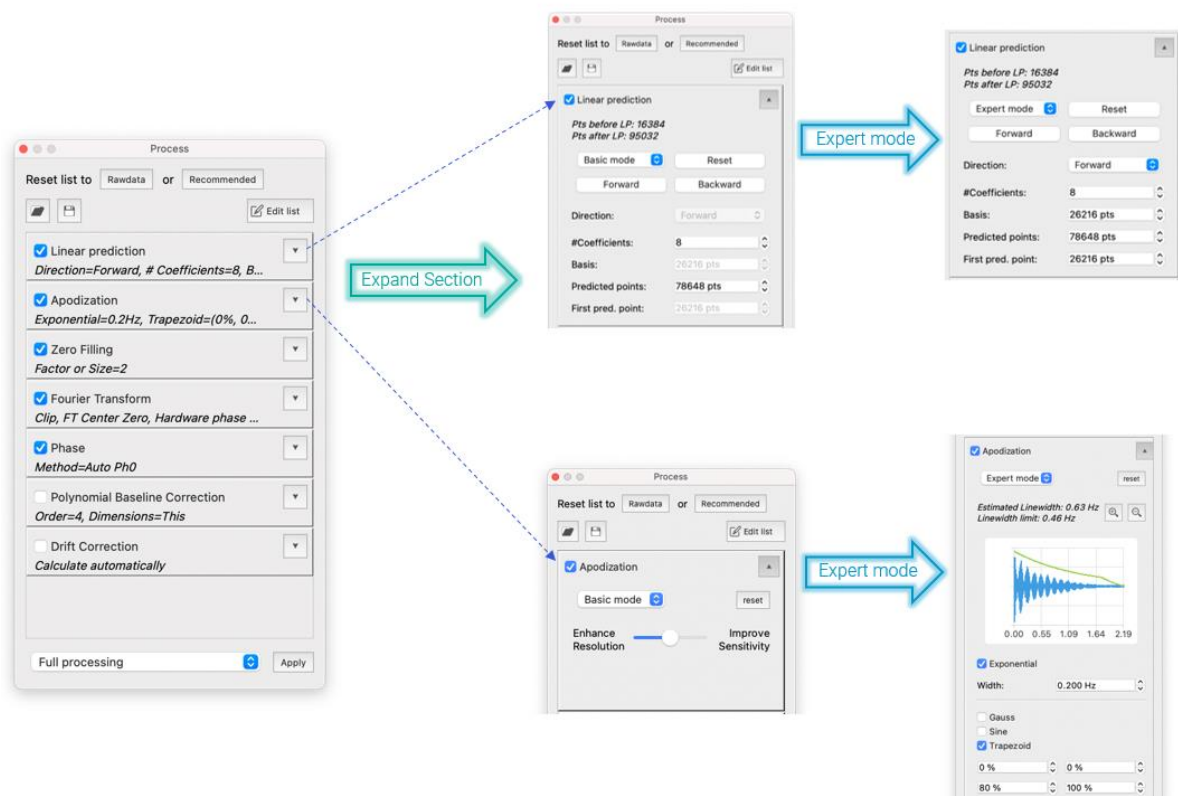 Process
Reset list to Rawdata or Recommended
Edit list
Linear prediction
Direction=Forward, # Coefficients=8, B...
Apodization
Exponential=0.2Hz, Trapezoid=(0%, 0...
Zero Filling
Factor or Size=2
Fourier Transform
Clip, FT Center Zero, Hardware phase ...
Phase
Method=Auto Ph0
Polynomial Baseline Correction
Order=4, Dimensions=This
Drift Correction
Calculate automatically
Full processing Apply
Expand Section
Process
Reset list to Rawdata or Recommended
Edit list
Linear prediction
Pts before LP: 16384
Pts after LP: 95032
Basic mode Reset
Forward Backward
Direction: Forward
#Coefficients: 8
Basis: 26216 pts
Predicted points: 78648 pts
First pred. point: 26216 pts
Expert mode
Linear prediction
Pts before LP: 16384
Pts after LP: 95032
Expert mode Reset
Forward Backward
Direction: Forward
#Coefficients: 8
Basis: 26216 pts
Predicted points: 78648 pts
First pred. point: 26216 pts
Process
Reset list to Rawdata or Recommended
Edit list
Apodization
Basic mode reset
Enhance Improve
Resolution Sensitivity
Expert mode
Apodization
Expert mode reset
Estimated Linewidth: 0.63 Hz
Linewidth limit: 0.46 Hz
0.00 0.55 1.09 1.64 2.19
Exponential
Width: 0.200 Hz
Gauss
Sine
Trapezoid
0 % 0 %
80 % 100 %